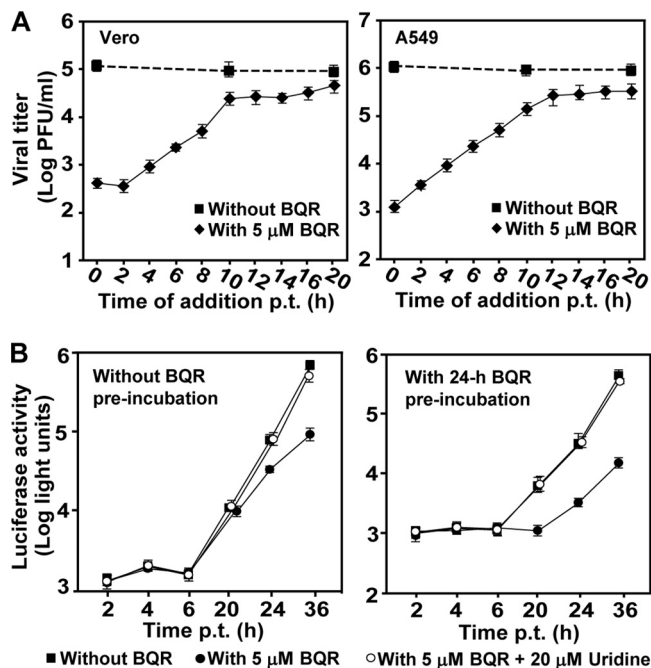 A
Vero
A549
Viral titer
(Log PFU/ml)
6
5
4
3
2
1
7
6
5
4
3
2
Without BQR
With 5 μM BQR
Without BQR
With 5 μM BQR
0 2 4 6 8 10 12 14 16 20
0 2 4 6 8 10 12 14 16 20
Time of addition p.t. (h)
Time of addition p.t. (h)
B
Without BQR
pre-incubation
With 24-h BQR
pre-incubation
Luciferase activity
(Log light units)
6
5
4
3
6
5
4
3
2
2 4 6 20 24 36
2 4 6 20 24 36
Time p.t. (h)
Time p.t. (h)
Without BQR
With 5 μM BQR
With 5 μM BQR + 20 μM Uridine